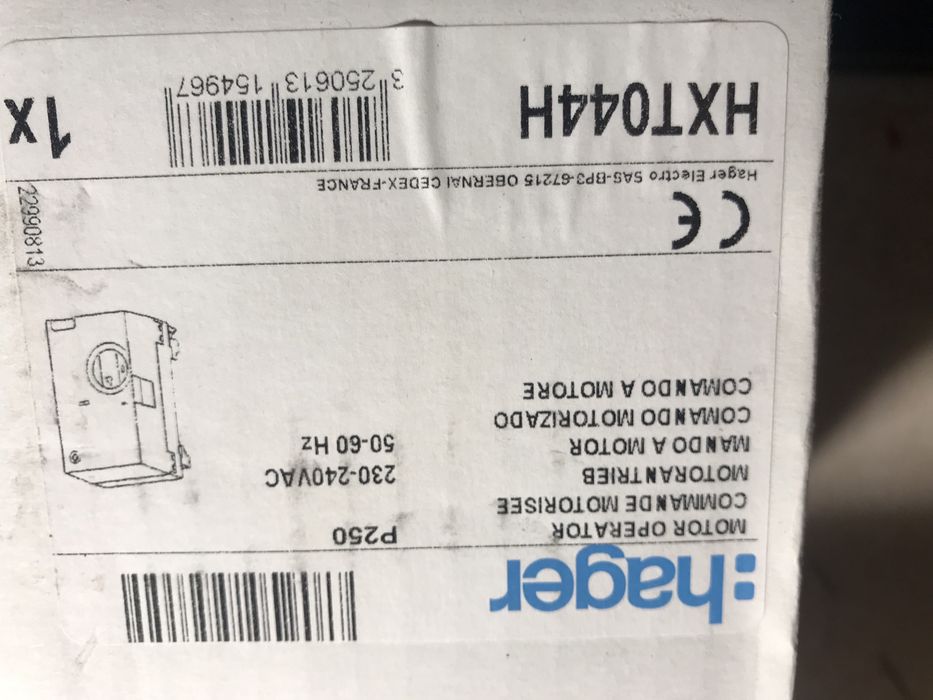 :hager
MOTOR OPERATOR
COMMANDE MOTORISEE
MOTORANTRIEB
MANDO A MOTOR
COMANDO MOTORIZADO
COMANDO A MOTORE
P250
230-240VAC
50-60 Hz
CE
22990813
Hager Electro SAS-BP3-67215 OBERNAI CEDEX-FRANCE
HXT044H
3 250613 154967
1x